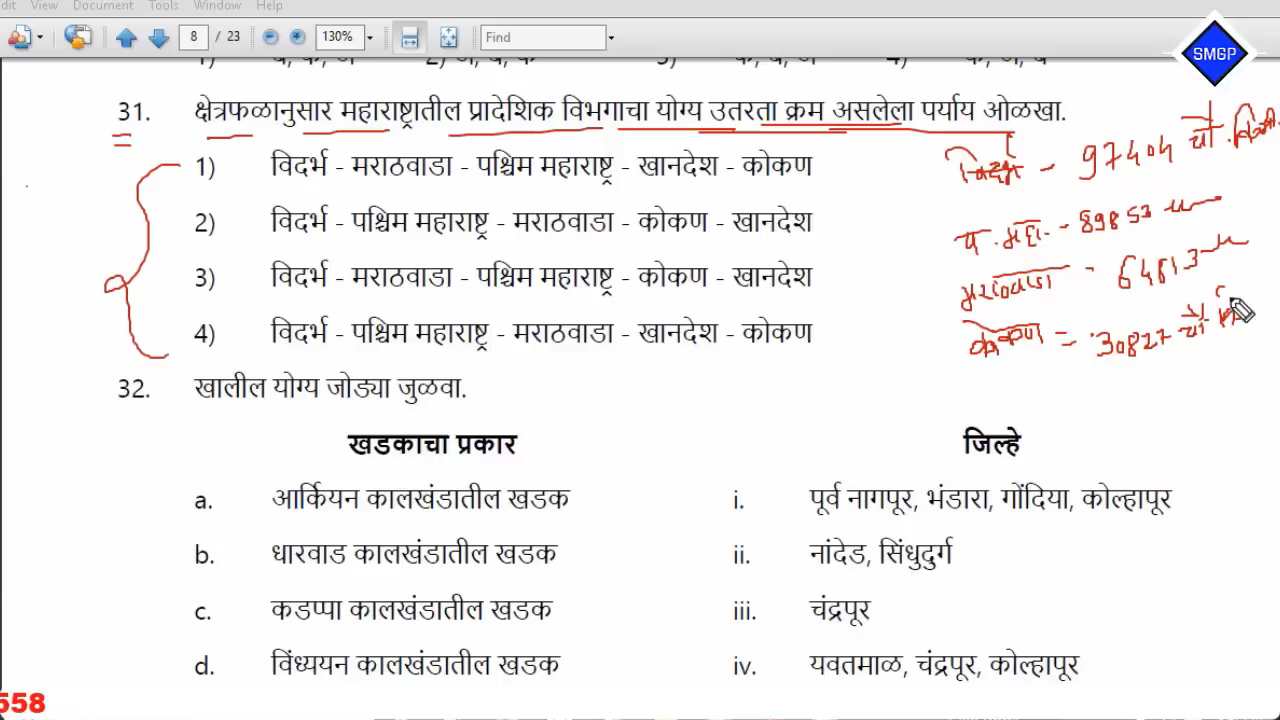 dit View Document Tools Window Help
8 / 23 130% Find
SMGP
31. क्षेत्रफळानुसार महाराष्ट्रातील प्रादेशिक विभागाचा योग्य उतरता क्रम असलेला पर्याय ओळखा.
1) विदर्भ - मराठवाडा - पश्चिम महाराष्ट्र - खानदेश - कोकण
2) विदर्भ - पश्चिम महाराष्ट्र - मराठवाडा - कोकण - खानदेश
3) विदर्भ - मराठवाडा - पश्चिम महाराष्ट्र - कोकण - खानदेश
4) विदर्भ - पश्चिम महाराष्ट्र - मराठवाडा - खानदेश - कोकण
विदर्भ - 97404 चौ. किमी.
प. महा. - 89853
मराठवाडा - 64813
कोकण = 30827 चौ
32. खालील योग्य जोड्या जुळवा.
खडकाचा प्रकार जिल्हे
a. आर्कियन कालखंडातील खडक i. पूर्व नागपूर, भंडारा, गोंदिया, कोल्हापूर
b. धारवाड कालखंडातील खडक ii. नांदेड, सिंधुदुर्ग
c. कडप्पा कालखंडातील खडक iii. चंद्रपूर
d. विंध्ययन कालखंडातील खडक iv. यवतमाळ, चंद्रपूर, कोल्हापूर
558